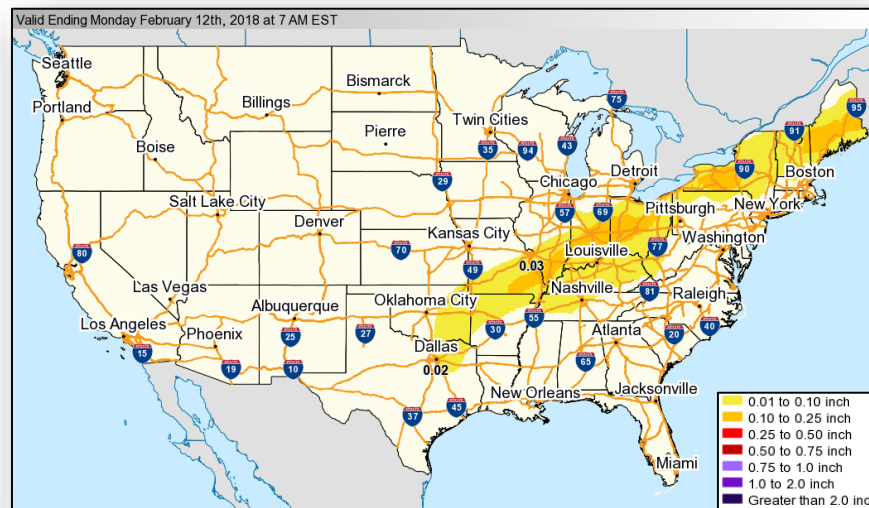 Valid Ending Monday February 12th, 2018 at 7 AM EST
Seattle
75
95
Bismarck
Portland
Billings
Twin Cities
91
Pierre
43
35
94
Boise
90
Detroit
Boston
29
Chicago
Salt Lake City
57
69
Pittsburgh
New York
Denver
Kansas City
Washington
80
70
Louisville
77
49
0.03
Las Vegas
Nashville
81
Oklahoma City
Raleigh
Albuquerque
55
Los Angeles
Phoenix
25
27
30
Atlanta
20
40
15
Dallas
65
19
10
0.02
New Orleans
Jacksonville
37
45
0.01 to 0.10 inch
0.10 to 0.25 inch
0.25 to 0.50 inch
0.50 to 0.75 inch
0.75 to 1.0 inch
Miami
1.0 to 2.0 inch
Greater than 2.0 inc